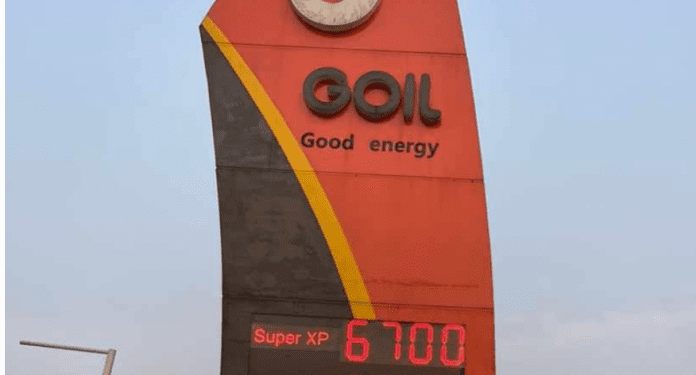 GOIL
Good energy
Super XP 6700